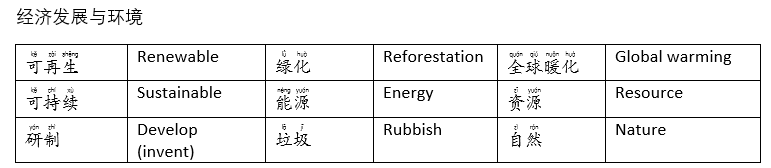 经济发展与环境
kě zài shēng lǜ huà quán qiú nuǎn huà
可再生 Renewable 绿化 Reforestation 全球暖化 Global warming
kě chí xù néng yuán zī yuán
可持续 Sustainable 能源 Energy 资源 Resource
yán zhì lā jī zì rán
研制 Develop 垃圾 Rubbish 自然 Nature
(invent)